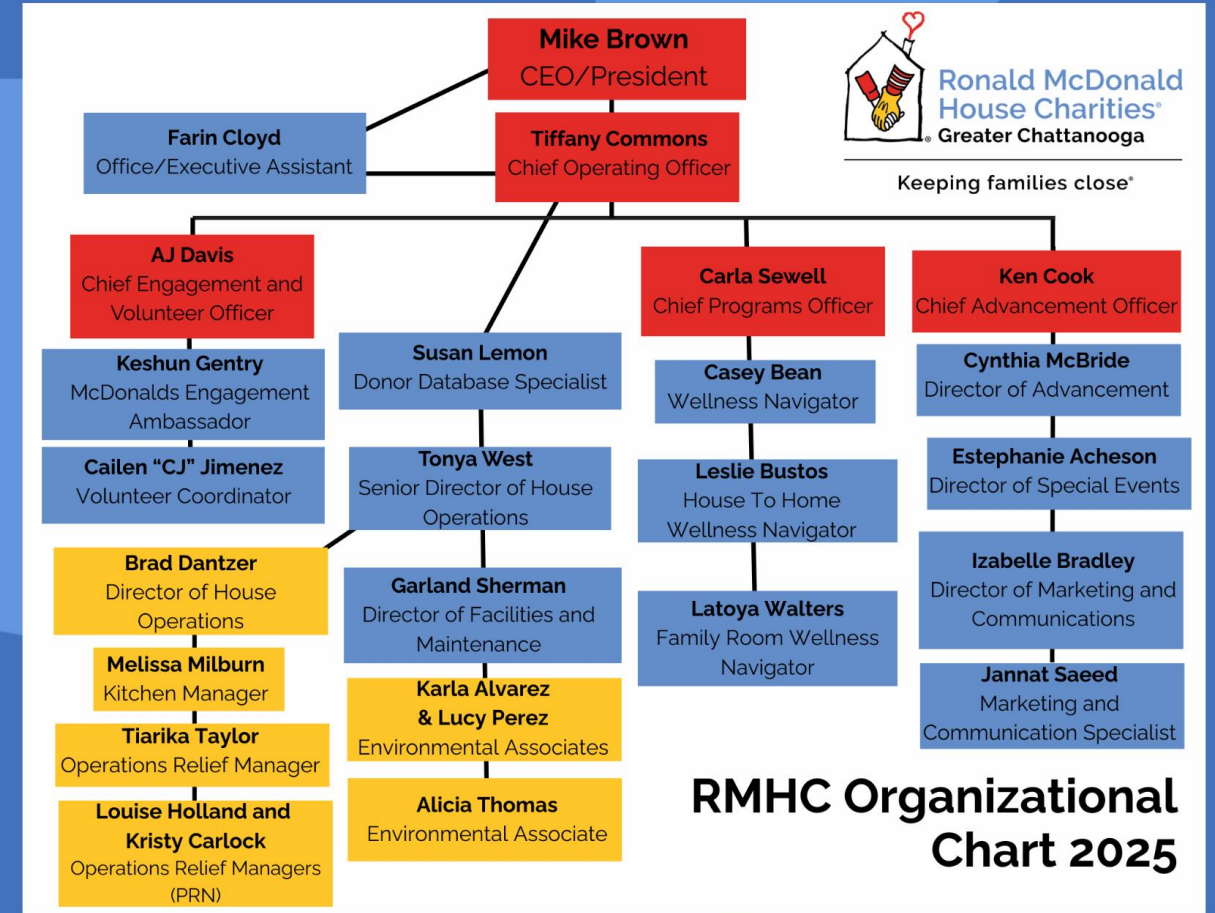 Mike Brown
CEO/President
Ronald McDonald
House Charities®
® Greater Chattanooga
Keeping families close®
Farin Cloyd
Office/Executive Assistant
Tiffany Commons
Chief Operating Officer
AJ Davis
Chief Engagement and
Volunteer Officer
Keshun Gentry
McDonalds Engagement
Ambassador
Cailen “CJ” Jimenez
Volunteer Coordinator
Susan Lemon
Donor Database Specialist
Tonya West
Senior Director of House
Operations
Brad Dantzer
Director of House
Operations
Melissa Milburn
Kitchen Manager
Tiarika Taylor
Operations Relief Manager
Louise Holland and
Kristy Carlock
Operations Relief Managers
(PRN)
Garland Sherman
Director of Facilities and
Maintenance
Karla Alvarez
& Lucy Perez
Environmental Associates
Alicia Thomas
Environmental Associate
Carla Sewell
Chief Programs Officer
Casey Bean
Wellness Navigator
Leslie Bustos
House To Home
Wellness Navigator
Latoya Walters
Family Room Wellness
Navigator
Ken Cook
Chief Advancement Officer
Cynthia McBride
Director of Advancement
Estephanie Acheson
Director of Special Events
Izabelle Bradley
Director of Marketing and
Communications
Jannat Saeed
Marketing and
Communication Specialist
RMHC Organizational
Chart 2025